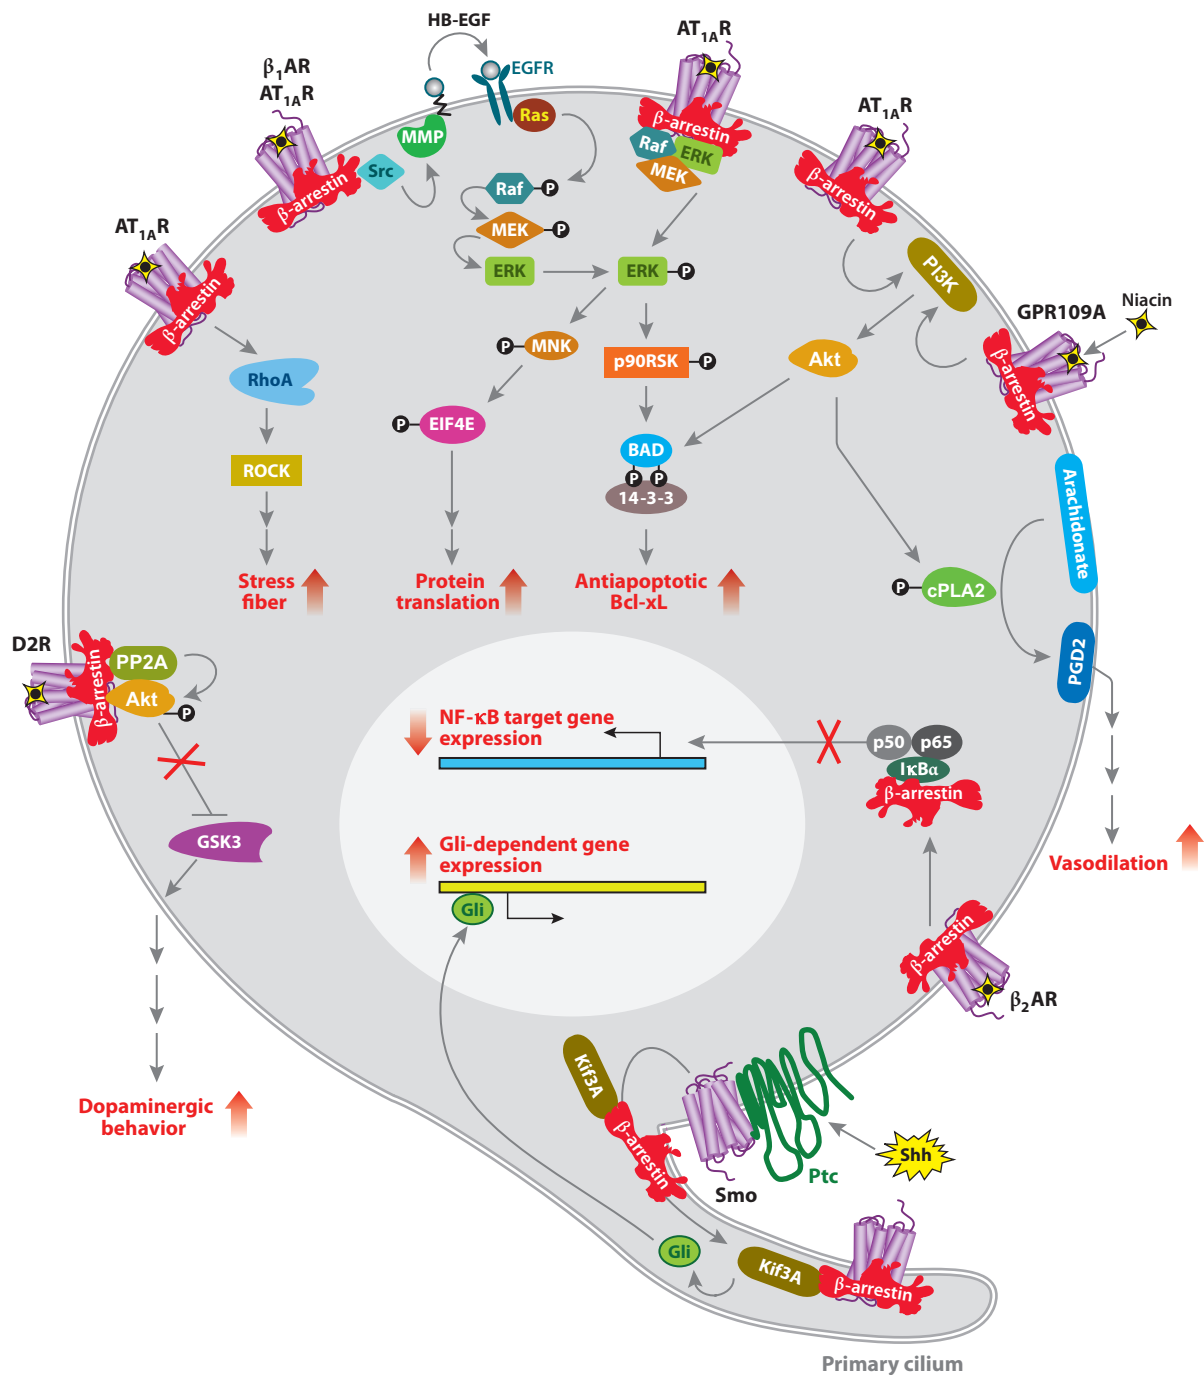 HB-EGF
AT1AR
β1AR
AT1AR
EGFR
Ras
MMP
Src
β-arrestin
β-arrestin
Raf
ERK
MEK
AT1AR
β-arrestin
Raf
P
MEK
P
ERK
ERK
P
AT1AR
β-arrestin
PI3K
GPR109A
Niacin
β-arrestin
RhoA
MNK
P
p90RSK
P
Akt
EIF4E
P
BAD
P
P
14-3-3
ROCK
Arachidonate
Stress
fiber
Protein
translation
Antiapoptotic
Bcl-xL
P
cPLA2
PGD2
D2R
β-arrestin
PP2A
Akt
P
NF-κB target gene
expression
p50
p65
IκBα
β-arrestin
GSK3
Gli-dependent gene
expression
Gli
Vasodilation
β-arrestin
β2AR
Dopaminergic
behavior
Kif3A
β-arrestin
Smo
Ptc
Shh
Gli
Kif3A
β-arrestin
Primary cilium